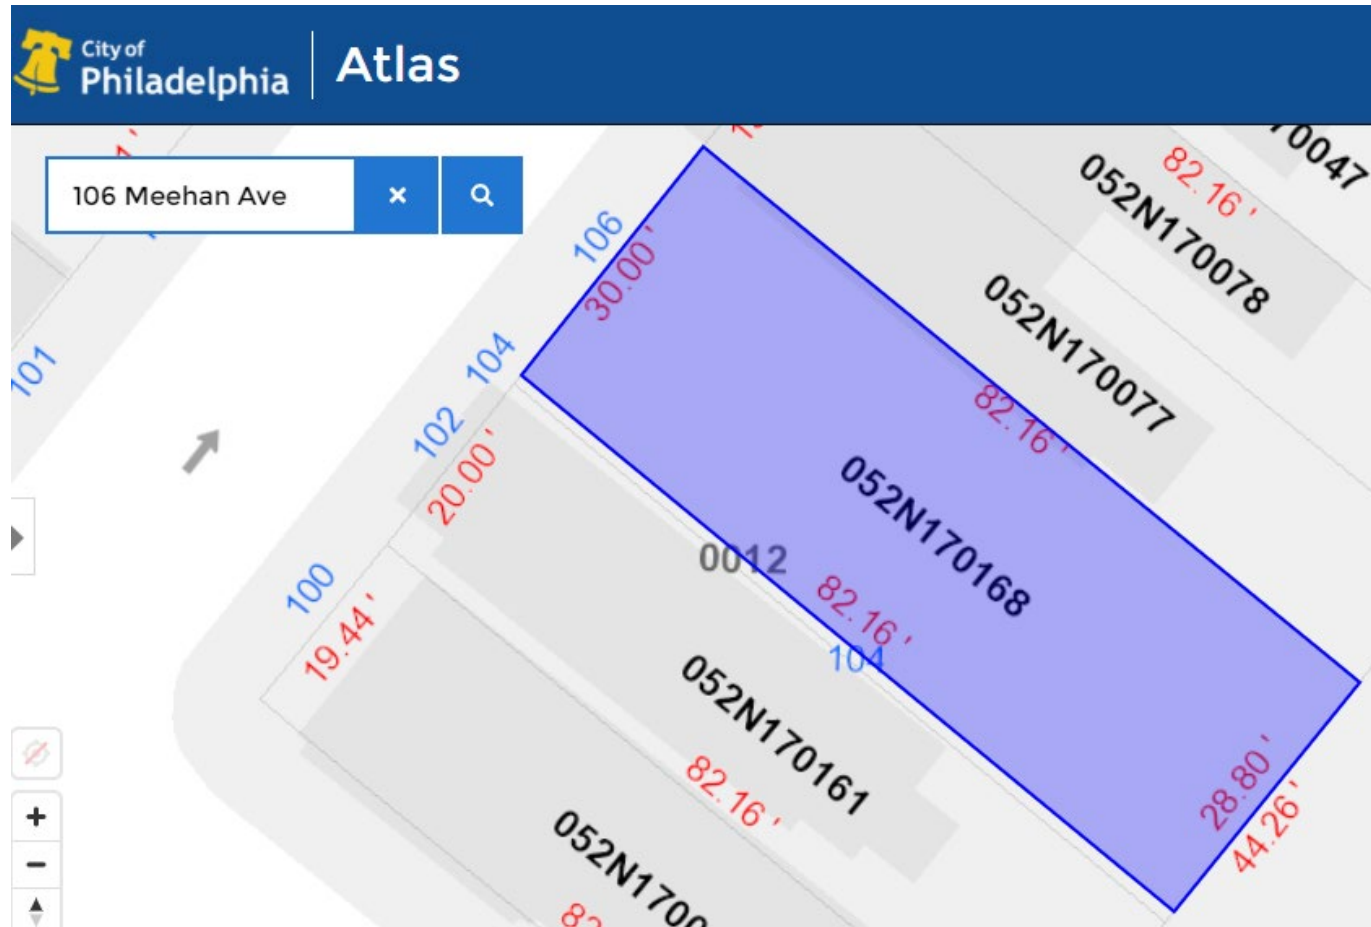 City of
Philadelphia
Atlas
106 Meehan Ave
82.16 '
052N170078
106
30.00 '
052N170077
101
104
82.16 '
102
20.00 '
052N170168
0012
100
82.16 '
19.44 '
104
052N170161
82.16 '
28.80 '
44.26 '